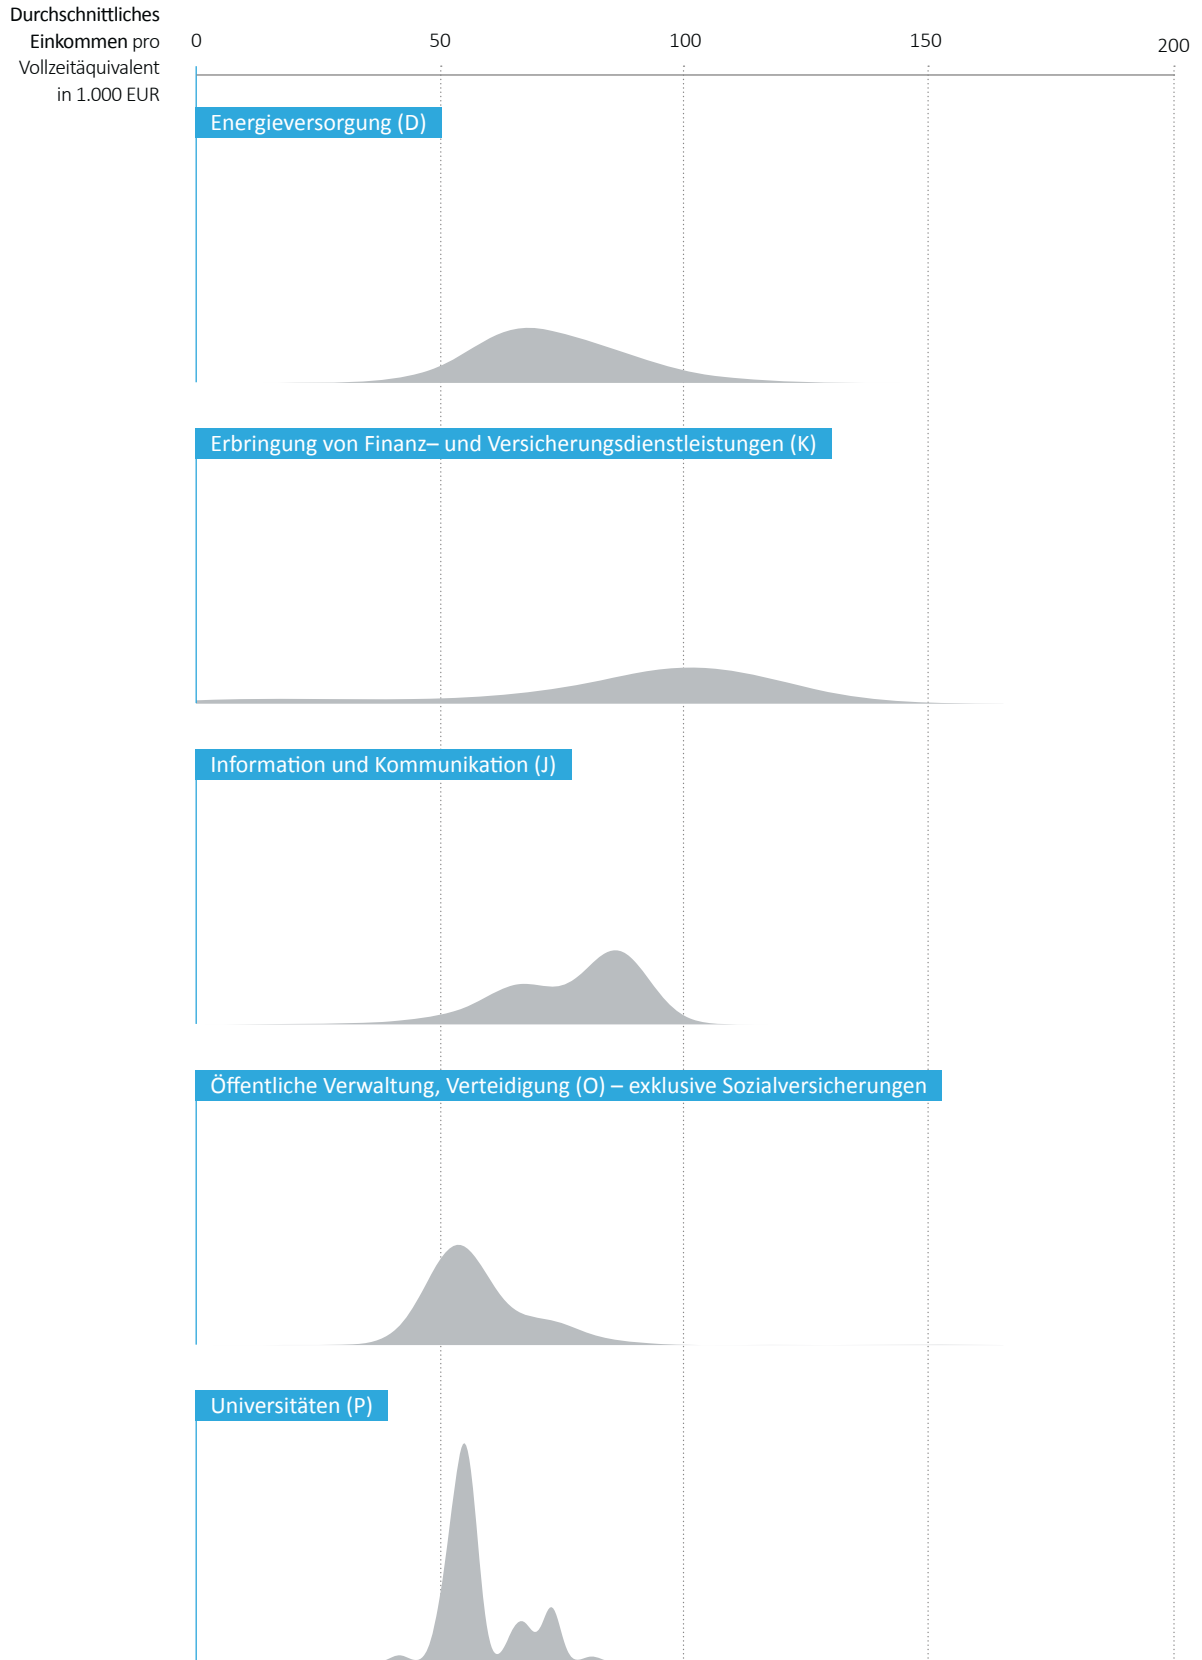 Durchschnittliches
Einkommen pro
Vollzeitäquivalent
in 1.000 EUR
0 50 100 150 200
Energieversorgung (D)
Erbringung von Finanz– und Versicherungsdienstleistungen (K)
Information und Kommunikation (J)
Öffentliche Verwaltung, Verteidigung (O) – exklusive Sozialversicherungen
Universitäten (P)